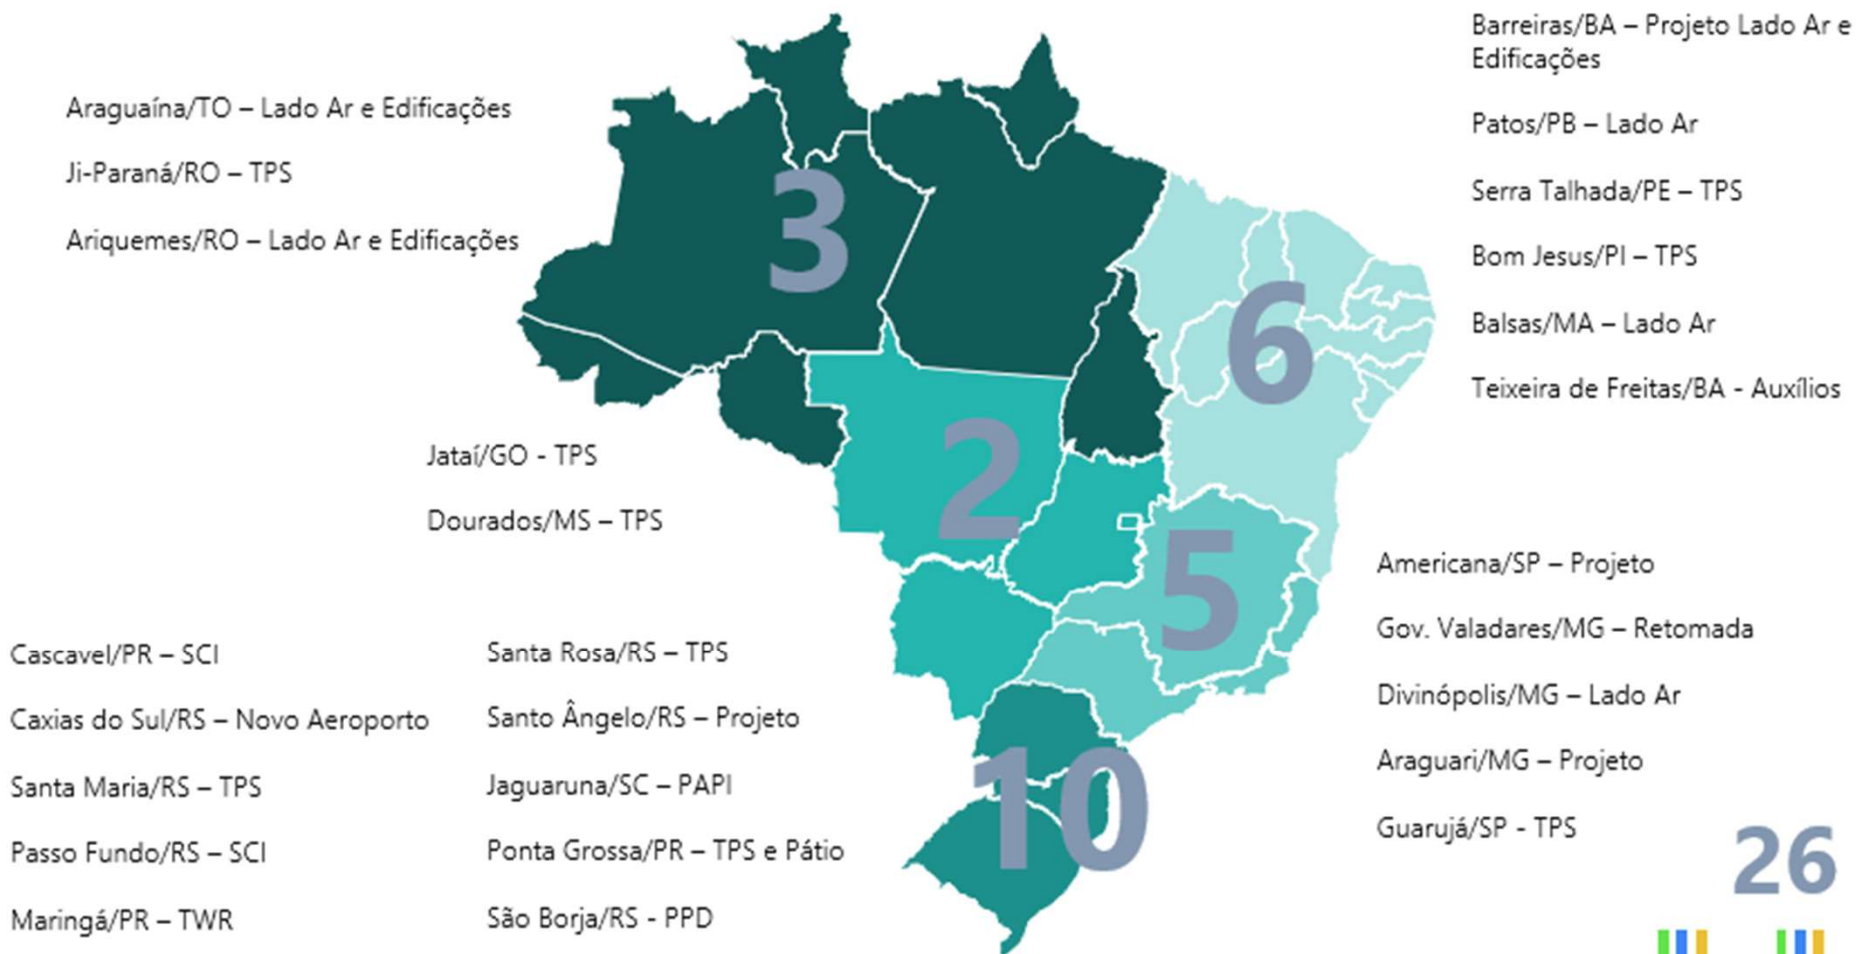 Araguaína/TO – Lado Ar e Edificações
Ji-Paraná/RO – TPS
Ariquemes/RO – Lado Ar e Edificações
3
Barreiras/BA – Projeto Lado Ar e
Edificações
Patos/PB – Lado Ar
Serra Talhada/PE – TPS
Bom Jesus/PI – TPS
Balsas/MA – Lado Ar
Teixeira de Freitas/BA - Auxílios
6
Jataí/GO - TPS
Dourados/MS – TPS
2
Americana/SP – Projeto
Gov. Valadares/MG – Retomada
Divinópolis/MG – Lado Ar
Araguari/MG – Projeto
Guarujá/SP - TPS
5
Cascavel/PR – SCI
Caxias do Sul/RS – Novo Aeroporto
Santa Maria/RS – TPS
Passo Fundo/RS – SCI
Maringá/PR – TWR
Santa Rosa/RS – TPS
Santo Ângelo/RS – Projeto
Jaguaruna/SC – PAPI
Ponta Grossa/PR – TPS e Pátio
São Borja/RS - PPD
10
26